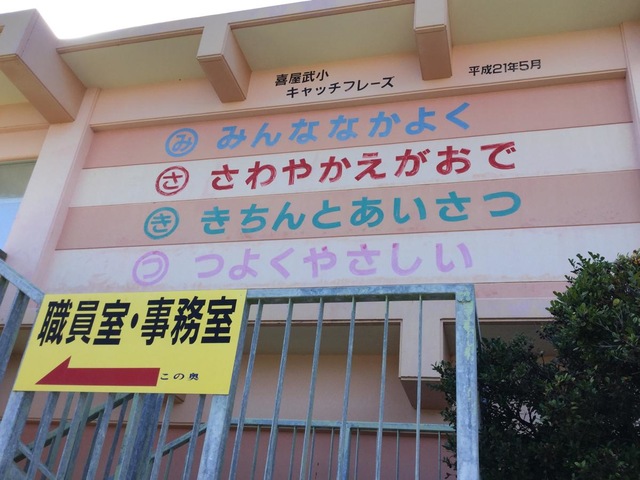 喜屋武小
キャッチフレーズ
平成21年5月
み みんななかよく
さ さわやかえがおで
き きちんとあいさつ
つ つよくやさしい
職員室・事務室
この奥